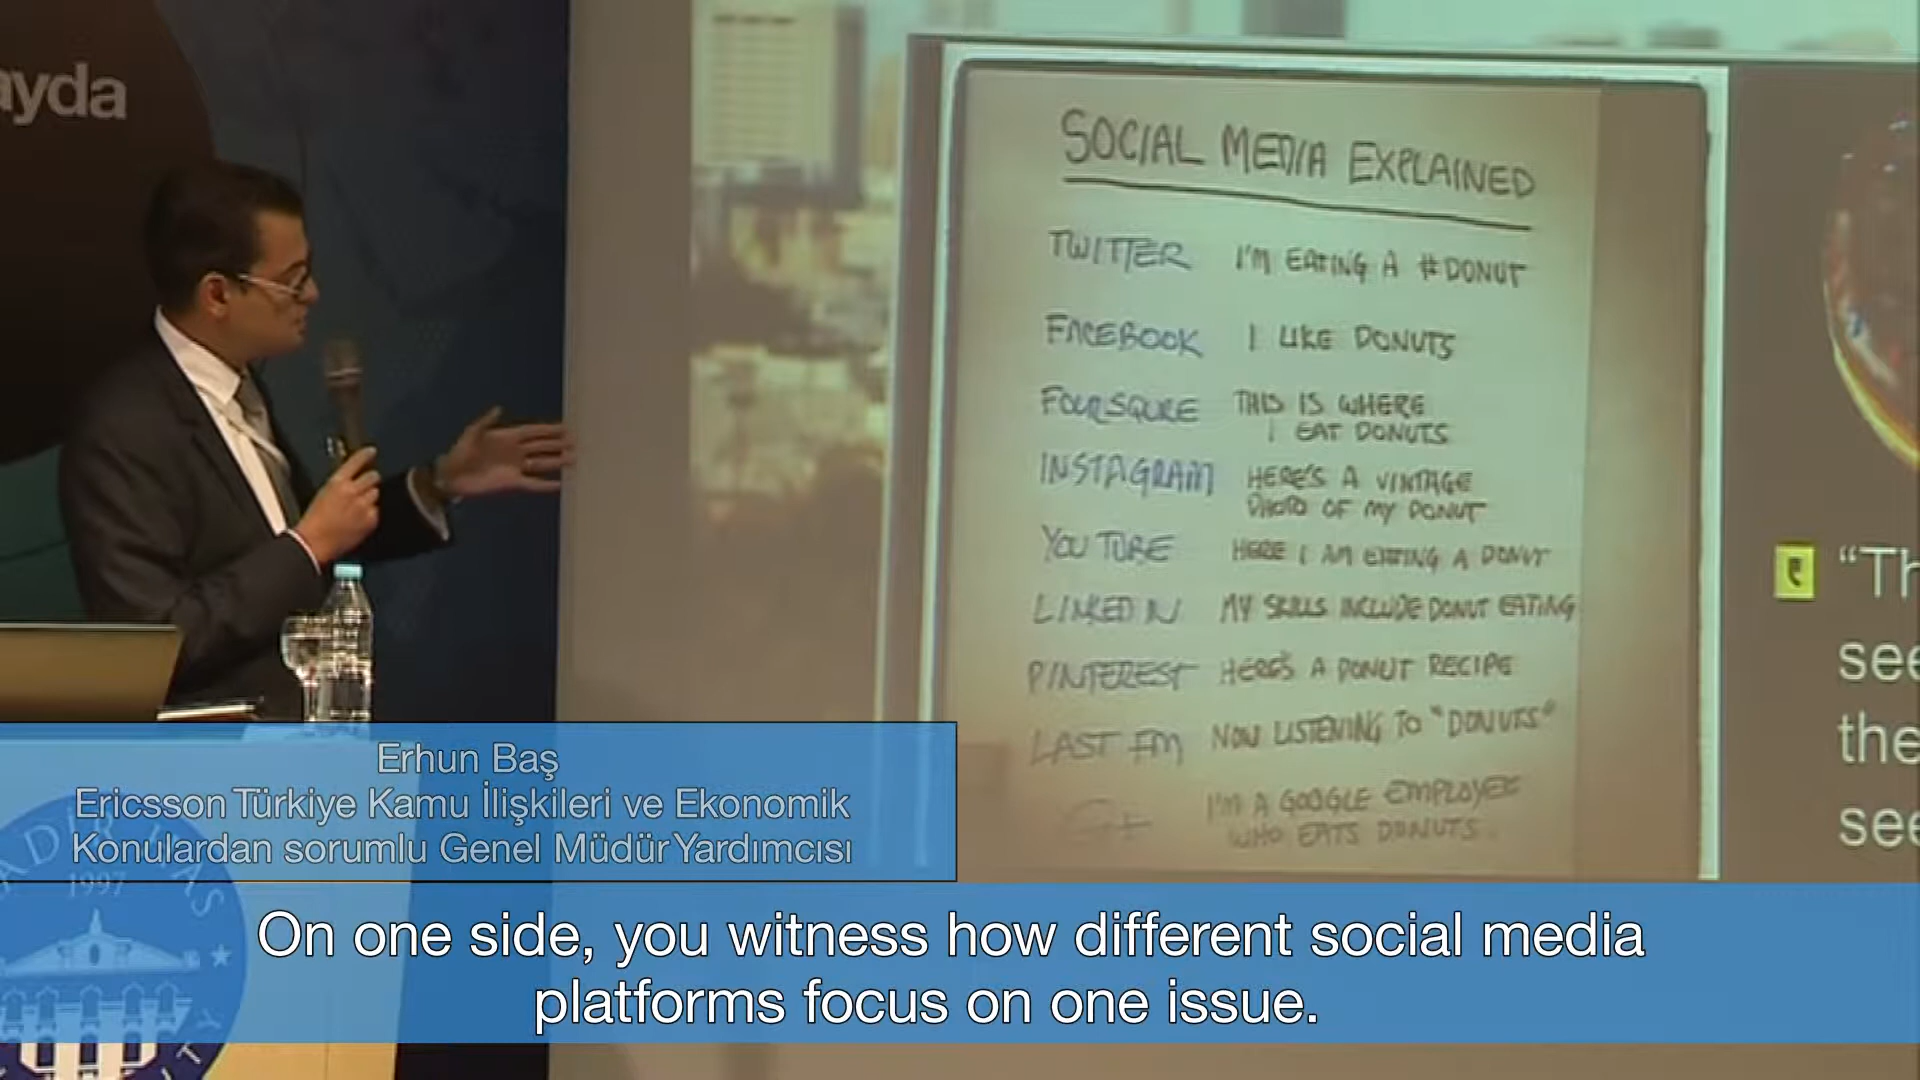 ayda
SOCIAL MEDIA EXPLAINED
TWITTER I'M EATING A #DONUT
FACEBOOK I LIKE DONUTS
FOURSQURE THIS IS WHERE
I EAT DONUTS
INSTAGRAM HERE'S A VINTAGE
PHOTO OF MY DONUT
YOU TUBE HERE I AM EATING A DONUT
LINKED IN MY SKILLS INCLUDE DONUT EATING
PINTEREST HERE'S A DONUT RECIPE
LAST FM NOW LISTENING TO "DONUTS"
G+ I'M A GOOGLE EMPLOYEE
WHO EATS DONUTS.
"Th
see
the
see
Erhun Baş
Ericsson Türkiye Kamu İlişkileri ve Ekonomik
Konulardan sorumlu Genel Müdür Yardımcısı
ADIR HAS
1997
On one side, you witness how different social media
platforms focus on one issue.